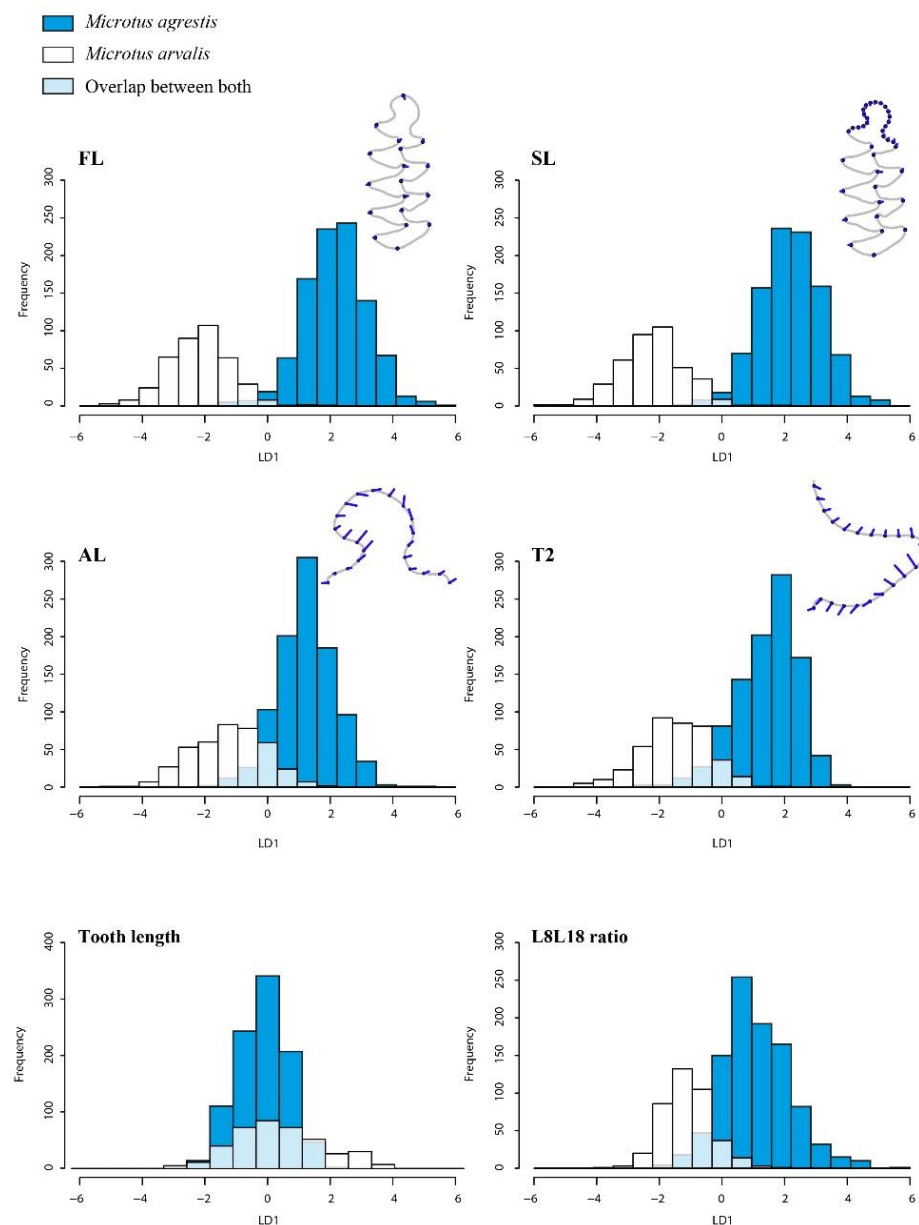 Microtus agrestis
Microtus arvalis
Overlap between both
FL
Frequency
0 50 100 150 200 250 300
−6 −4 −2 0 2 4 6
LD1
SL
Frequency
0 50 100 150 200 250 300
−6 −4 −2 0 2 4 6
LD1
AL
Frequency
0 50 100 150 200 250 300
−6 −4 −2 0 2 4 6
LD1
T2
Frequency
0 50 100 150 200 250 300
−6 −4 −2 0 2 4 6
LD1
Tooth length
Frequency
0 100 200 300 400
−6 −4 −2 0 2 4 6
LD1
L8L18 ratio
Frequency
0 50 100 150 200 250 300
−6 −4 −2 0 2 4 6
LD1